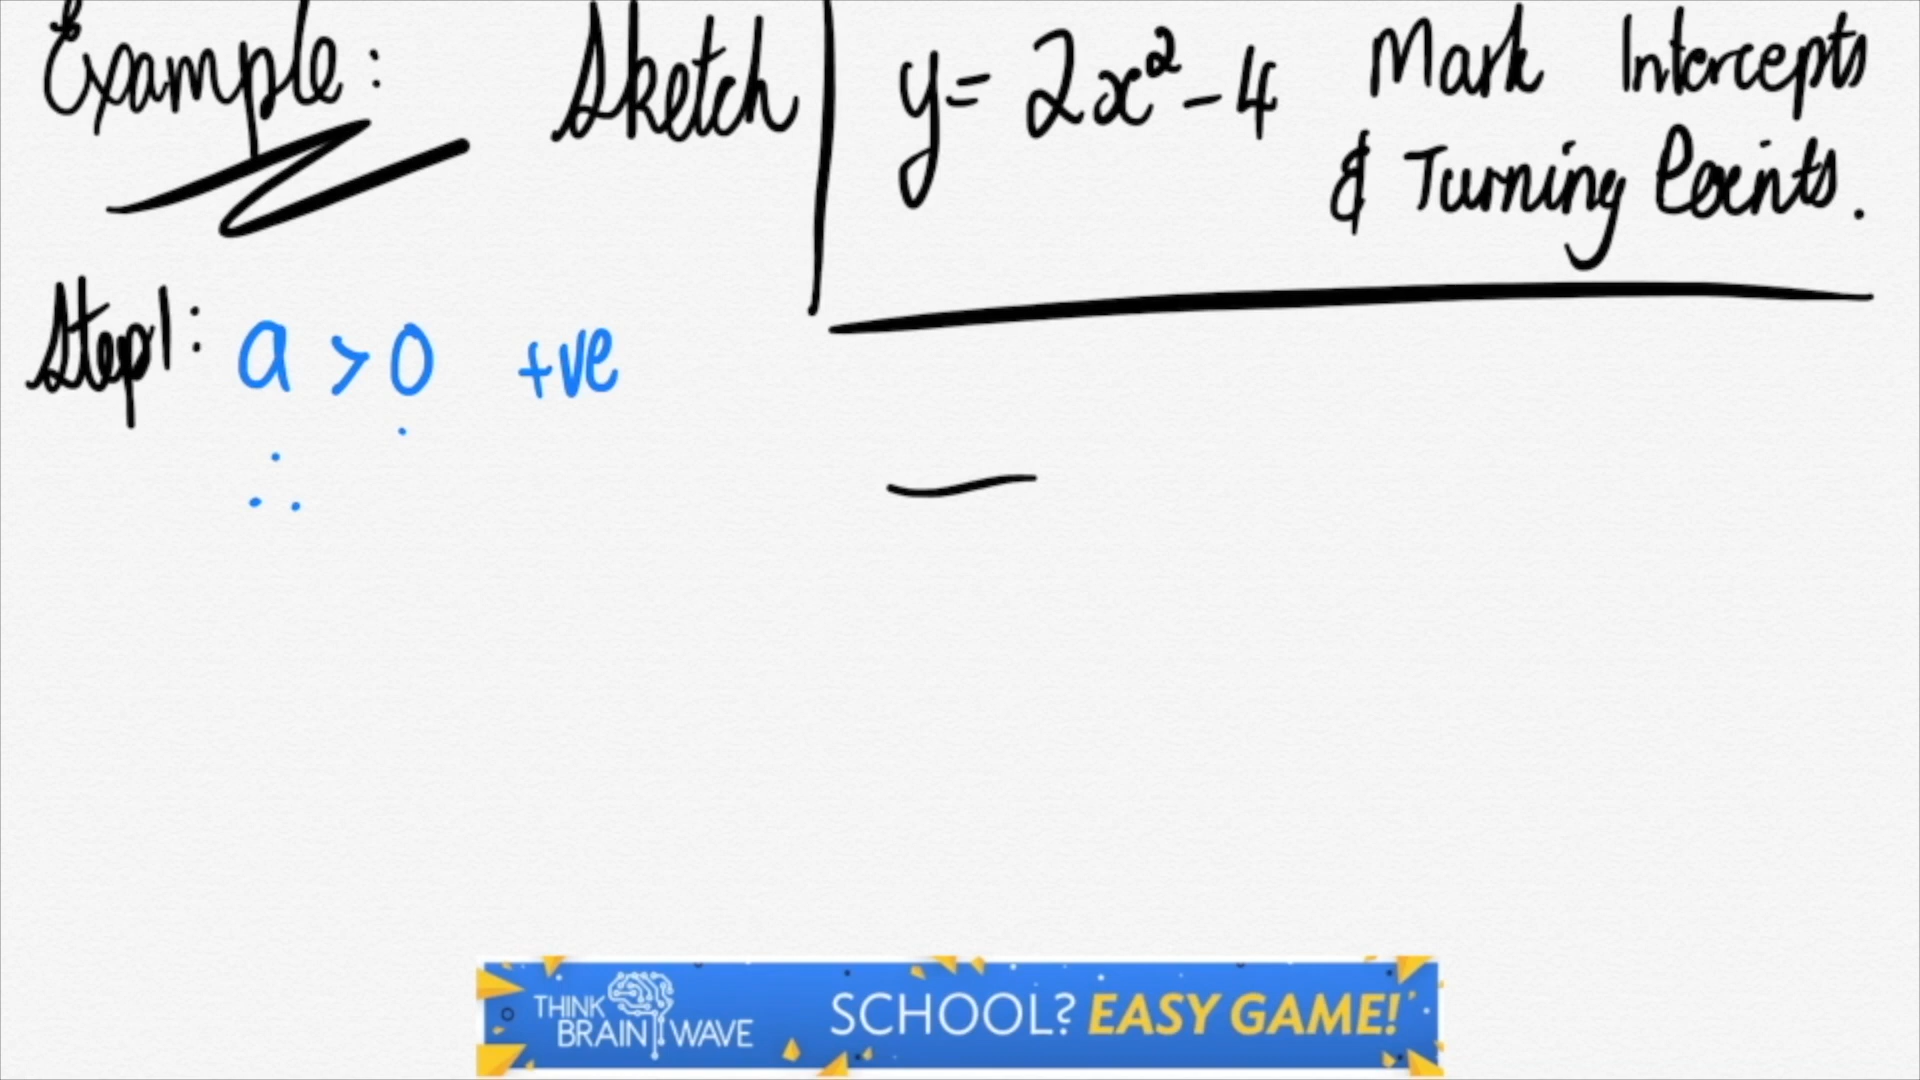 Example: Sketch y = 2x² - 4 Mark Intercepts
& Turning Points.
Step 1: a > 0 +ve
∴
THINK BRAIN WAVE SCHOOL? EASY GAME!